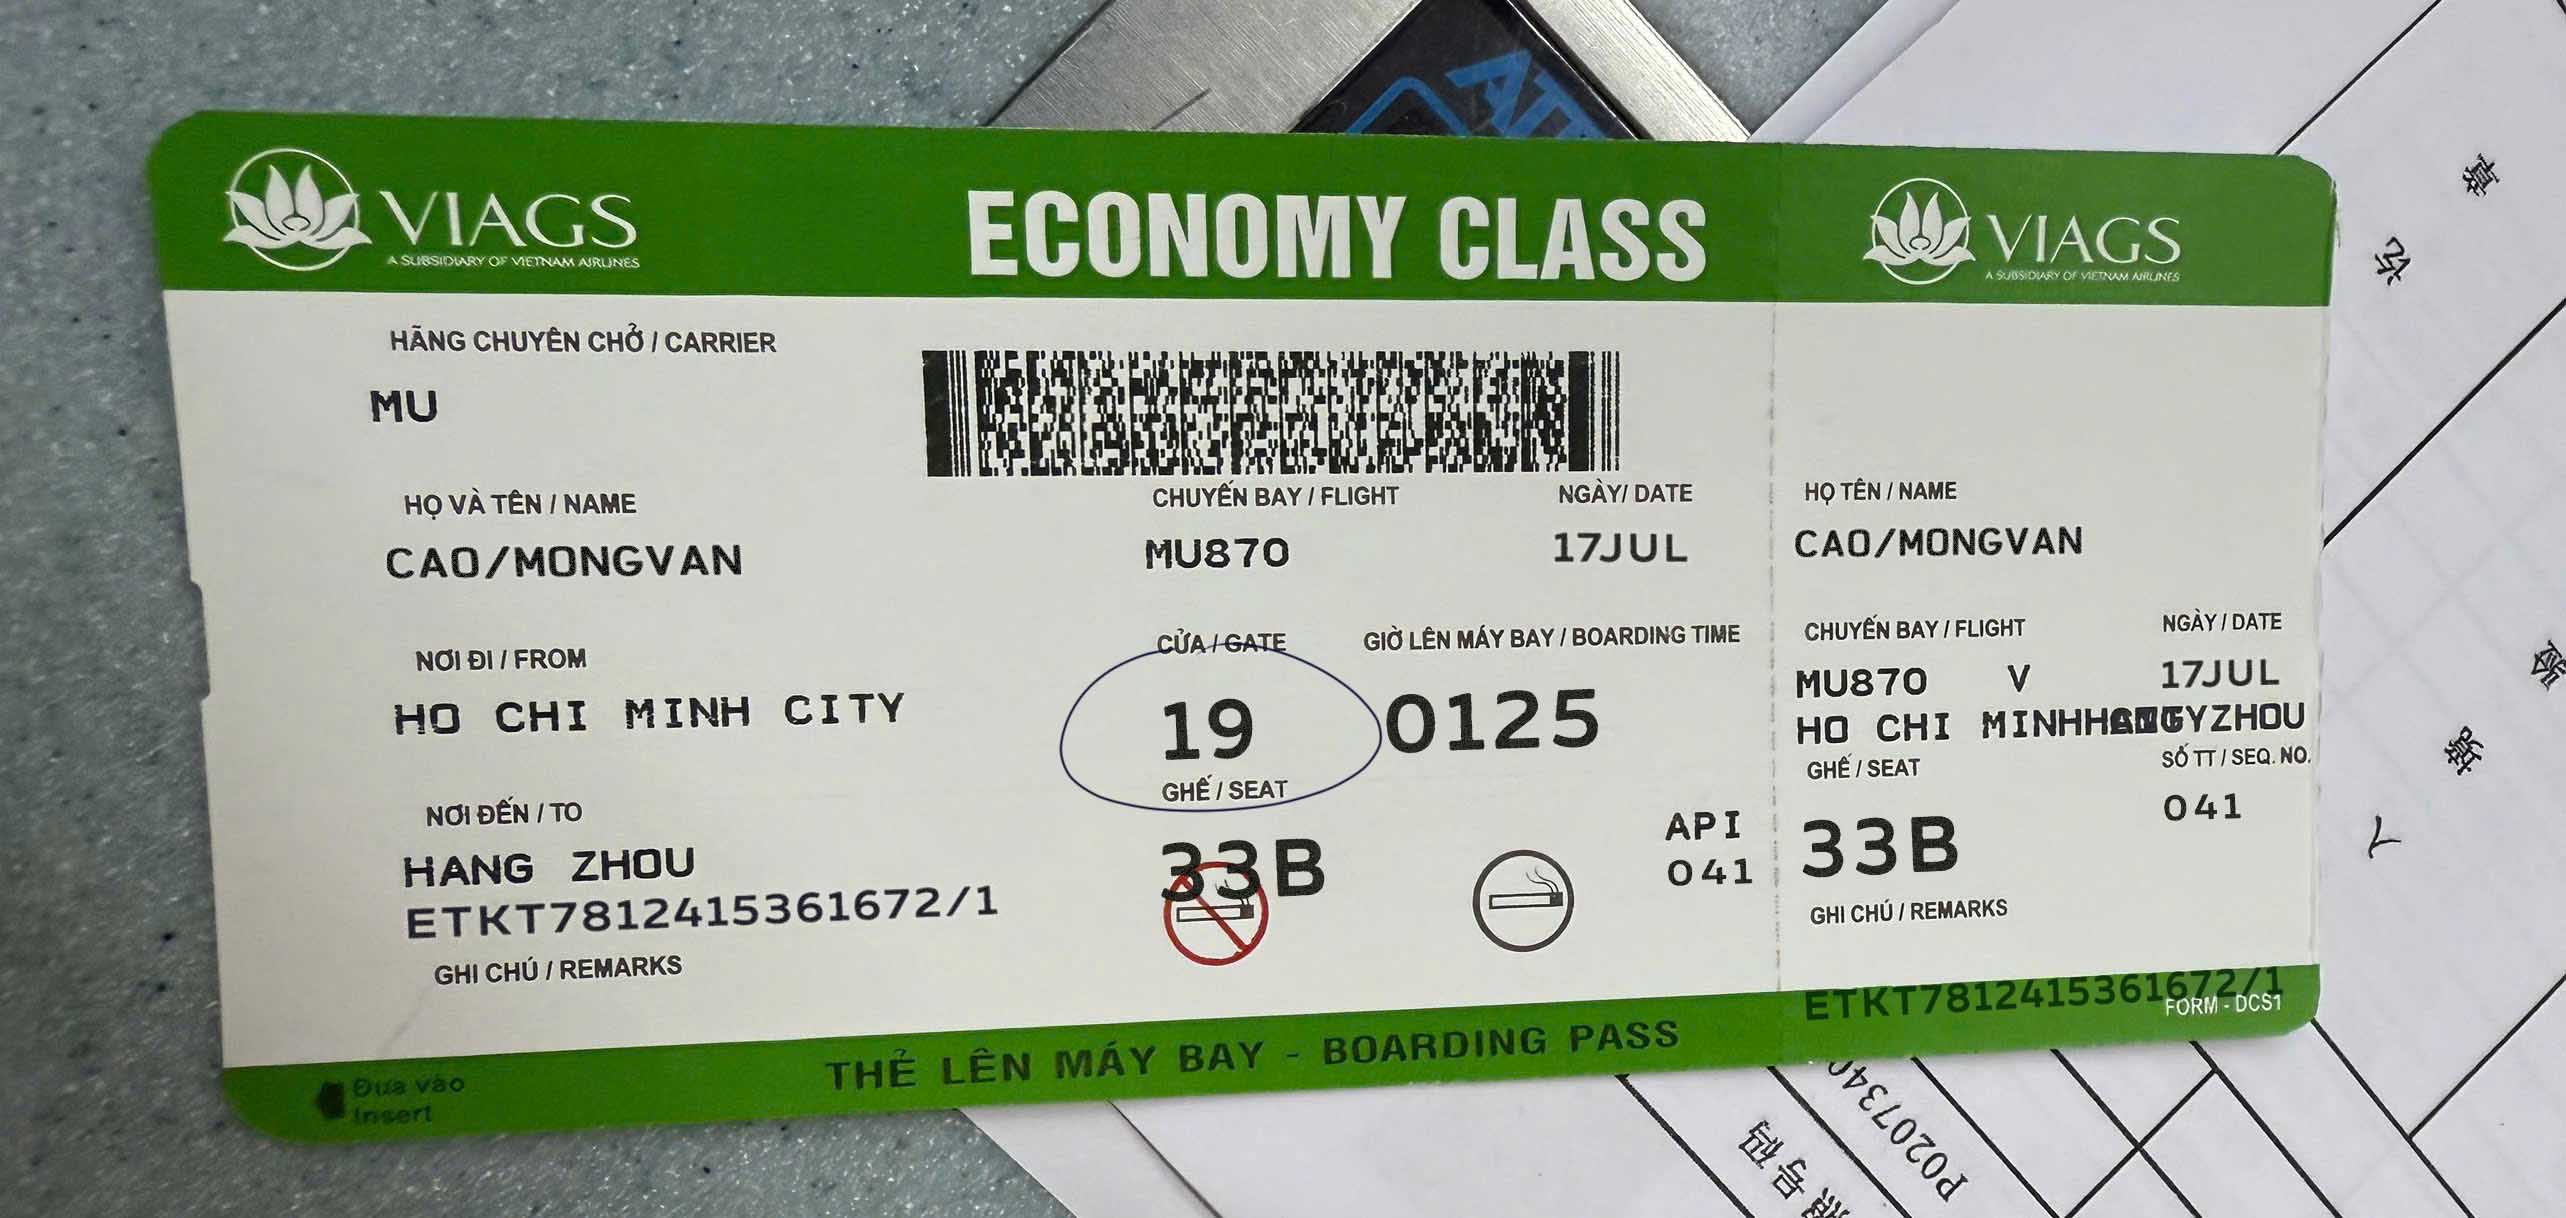 VIAGS
A SUBSIDIARY OF VIETNAM AIRLINES
ECONOMY CLASS
VIAGS
A SUBSIDIARY OF VIETNAM AIRLINES
HÃNG CHUYÊN CHỞ / CARRIER
MU
HỌ VÀ TÊN / NAME
CAO/MONGVAN
CHUYẾN BAY / FLIGHT
MU870
NGÀY/ DATE
17JUL
NƠI ĐI / FROM
HO CHI MINH CITY
CỬA / GATE
19
GIỜ LÊN MÁY BAY / BOARDING TIME
0125
NƠI ĐẾN / TO
HANG ZHOU
ETKT7812415361672/1
GHẾ / SEAT
33B
API
041
GHI CHÚ / REMARKS
THẺ LÊN MÁY BAY - BOARDING PASS
Đưa vào
Insert
HỌ TÊN / NAME
CAO/MONGVAN
CHUYẾN BAY / FLIGHT
NGÀY / DATE
MU870 V 17JUL
HO CHI MINH ZHOU
GHẾ / SEAT
SỐ TT / SEQ. NO.
33B
041
GHI CHÚ / REMARKS
ETKT7812415361672/1
FORM - DCS1
号码